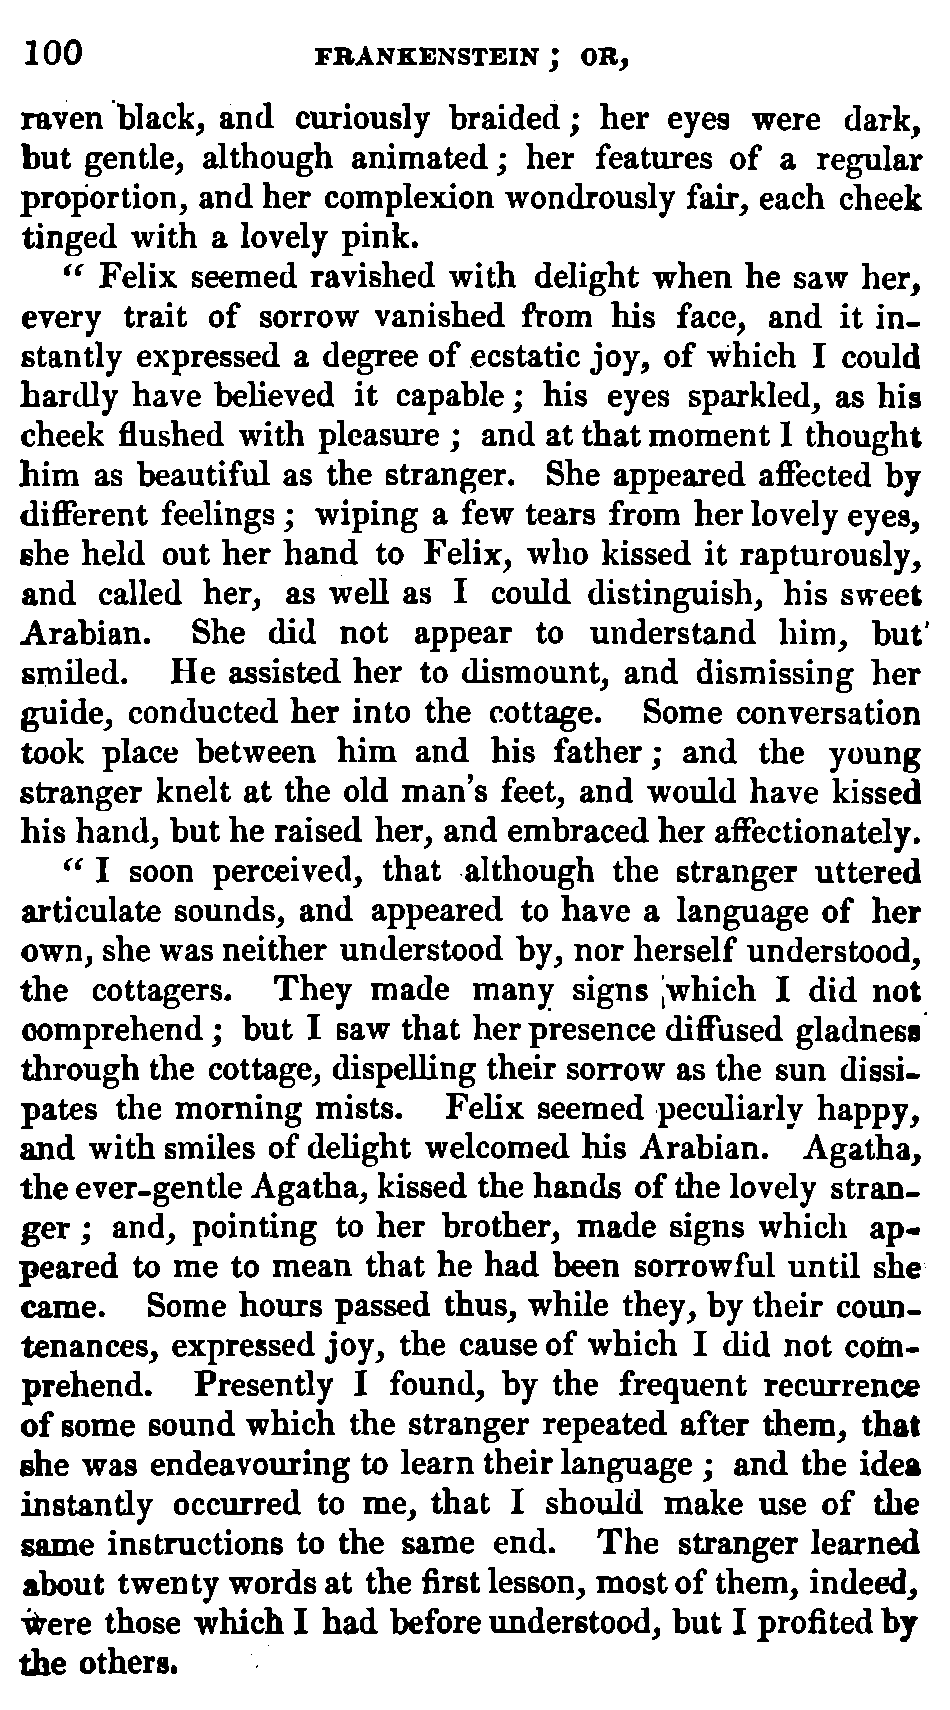 100 FRANKENSTEIN ; OR,
raven black, and curiously braided ; her eyes were dark,
but gentle, although animated ; her features of a regular
proportion, and her complexion wondrously fair, each cheek
tinged with a lovely pink.
“ Felix seemed ravished with delight when he saw her,
every trait of sorrow vanished from his face, and it in-
stantly expressed a degree of ecstatic joy, of which I could
hardly have believed it capable ; his eyes sparkled, as his
cheek flushed with pleasure ; and at that moment I thought
him as beautiful as the stranger. She appeared affected by
different feelings ; wiping a few tears from her lovely eyes,
she held out her hand to Felix, who kissed it rapturously,
and called her, as well as I could distinguish, his sweet
Arabian. She did not appear to understand him, but
smiled. He assisted her to dismount, and dismissing her
guide, conducted her into the cottage. Some conversation
took place between him and his father ; and the young
stranger knelt at the old man's feet, and would have kissed
his hand, but he raised her, and embraced her affectionately.
“ I soon perceived, that although the stranger uttered
articulate sounds, and appeared to have a language of her
own, she was neither understood by, nor herself understood,
the cottagers. They made many signs which I did not
comprehend ; but I saw that her presence diffused gladness
through the cottage, dispelling their sorrow as the sun dissi-
pates the morning mists. Felix seemed peculiarly happy,
and with smiles of delight welcomed his Arabian. Agatha,
the ever-gentle Agatha, kissed the hands of the lovely stran-
ger ; and, pointing to her brother, made signs which ap-
peared to me to mean that he had been sorrowful until she
came. Some hours passed thus, while they, by their coun-
tenances, expressed joy, the cause of which I did not com-
prehend. Presently I found, by the frequent recurrence
of some sound which the stranger repeated after them, that
she was endeavouring to learn their language ; and the idea
instantly occurred to me, that I should make use of the
same instructions to the same end. The stranger learned
about twenty words at the first lesson, most of them, indeed,
were those which I had before understood, but I profited by
the others.